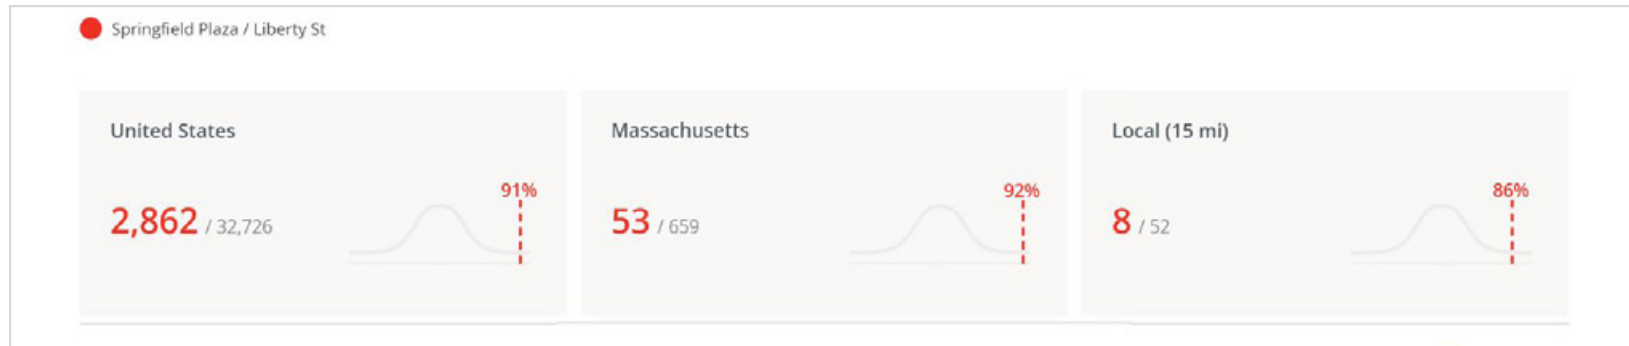 Springfield Plaza / Liberty St
United States
91%
2,862 / 32,726
Massachusetts
92%
53 / 659
Local (15 mi)
86%
8 / 52